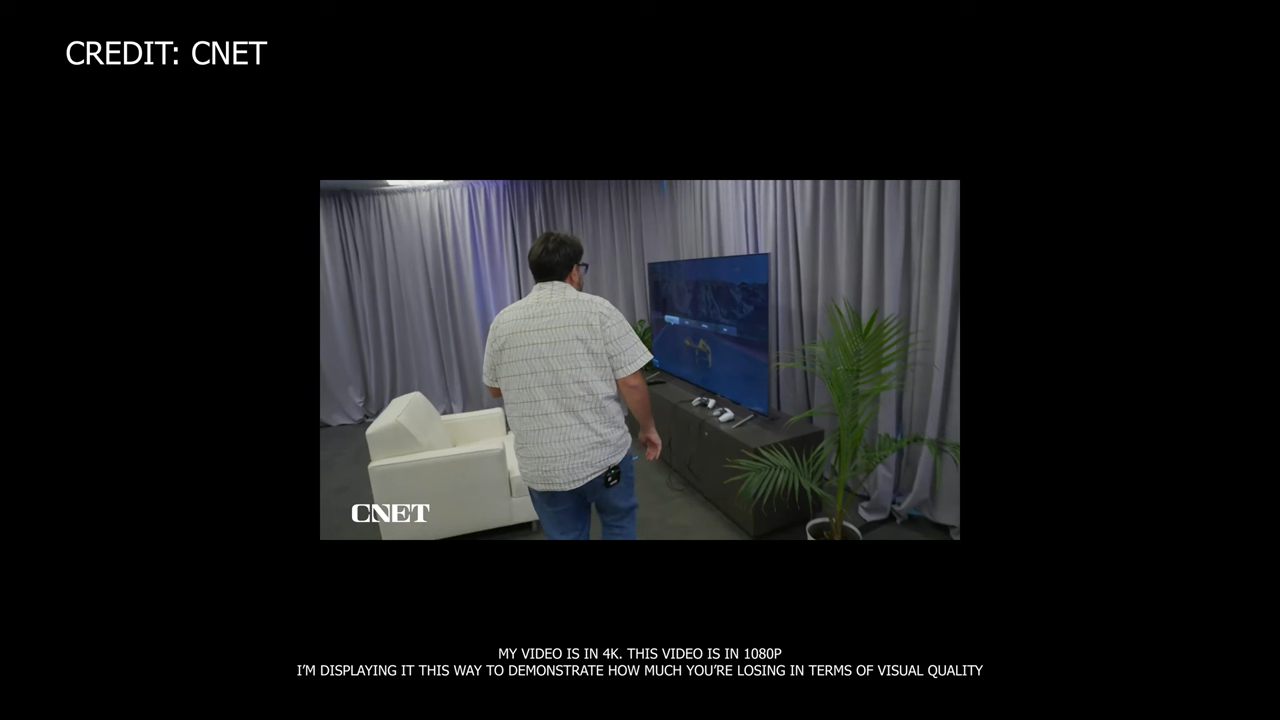 CREDIT: CNET
CNET
MY VIDEO IS IN 4K. THIS VIDEO IS IN 1080P
I'M DISPLAYING IT THIS WAY TO DEMONSTRATE HOW MUCH YOU'RE LOSING IN TERMS OF VISUAL QUALITY